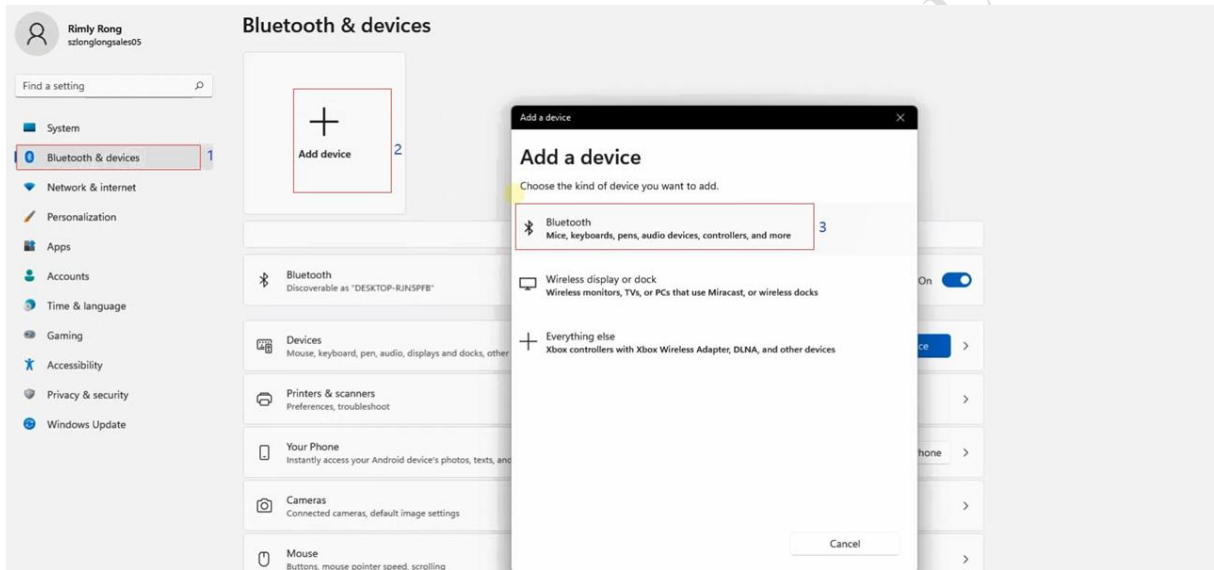 Rimly Rong
szlonglongsales05
Find a setting
System
Bluetooth & devices
1
Network & internet
Personalization
Apps
Accounts
Time & language
Gaming
Accessibility
Privacy & security
Windows Update
Bluetooth & devices
Add device
2
Bluetooth
Discoverable as "DESKTOP-RJN5PFB"
On
Devices
Mouse, keyboard, pen, audio, displays and docks, other
Printers & scanners
Preferences, troubleshoot
Your Phone
Instantly access your Android device's photos, texts, and
Cameras
Connected cameras, default image settings
Mouse
Buttons, mouse pointer speed, scrolling
Add a device
Add a device
Choose the kind of device you want to add.
Bluetooth
Mice, keyboards, pens, audio devices, controllers, and more
3
Wireless display or dock
Wireless monitors, TVs, or PCs that use Miracast, or wireless docks
Everything else
Xbox controllers with Xbox Wireless Adapter, DLNA, and other devices
Cancel